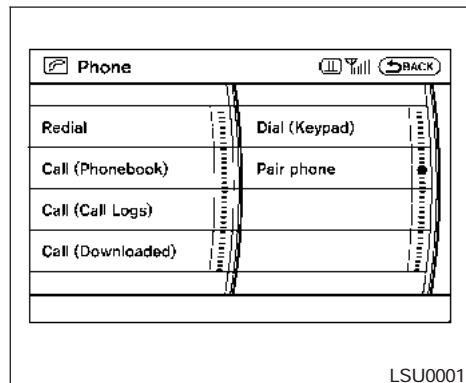 Phone
BACK
Redial
Dial (Keypad)
Call (Phonebook)
Pair phone
Call (Call Logs)
Call (Downloaded)
LSU0001